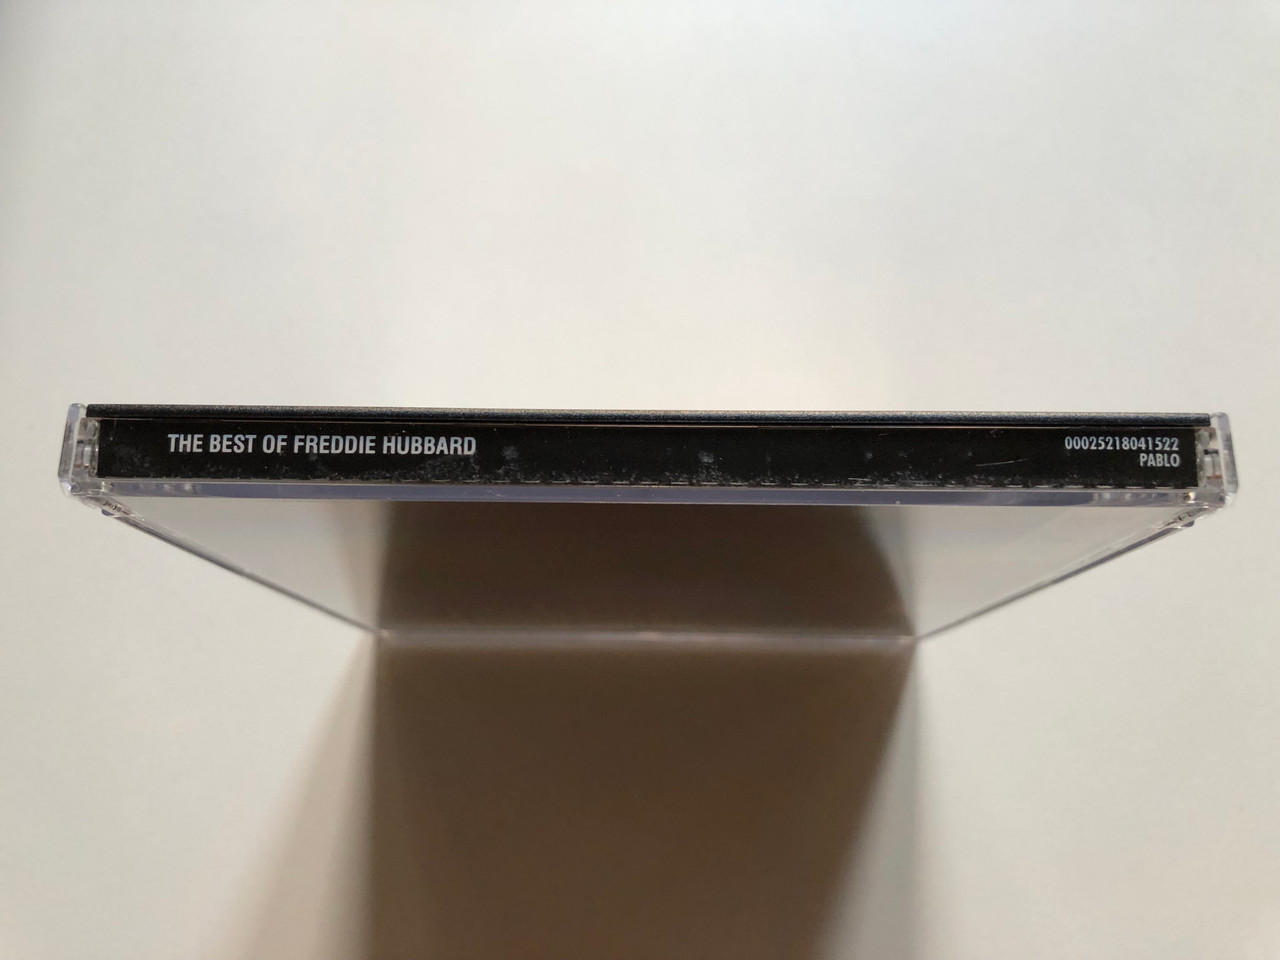 THE BEST OF FREDDIE HUBBARD
00025218041522
PABLO